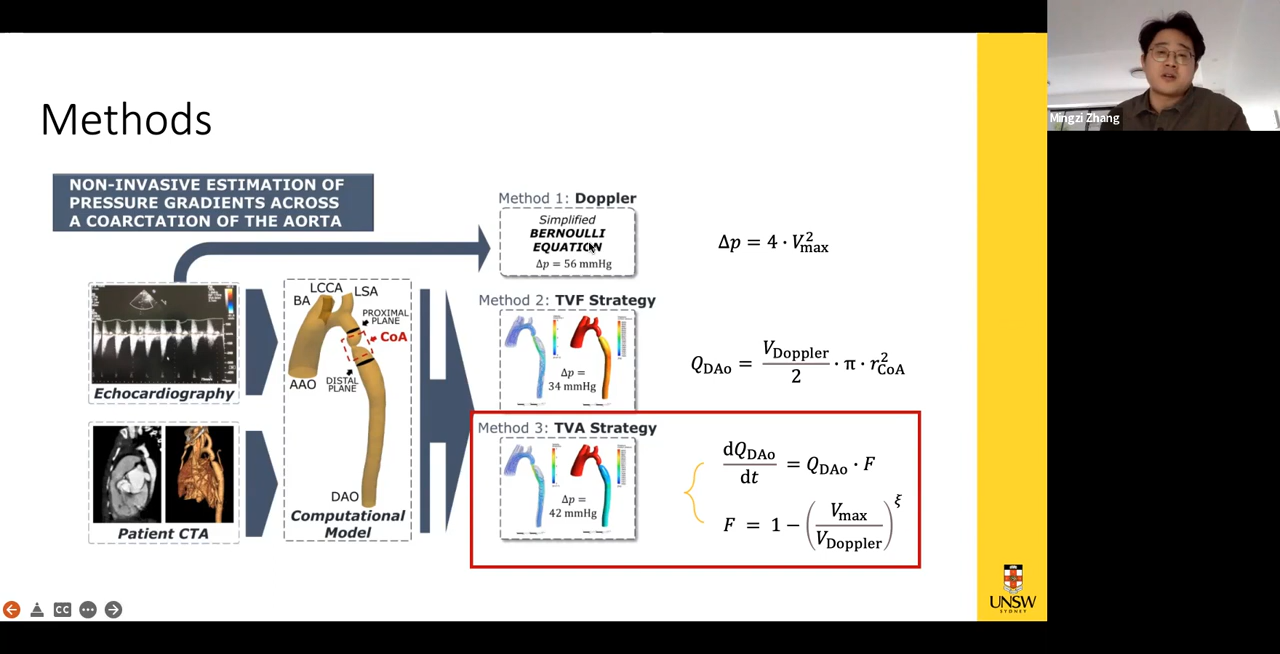 Methods
NON-INVASIVE ESTIMATION OF
PRESSURE GRADIENTS ACROSS
A COARCTATION OF THE AORTA
Echocardiography
Patient CTA
LCCA
BA
LSA
PROXIMAL
PLANE
CoA
AAO
DISTAL
PLANE
DAO
Computational
Model
Method 1: Doppler
Simplified
BERNOULLI
EQUATION
Δp = 56 mmHg
Δp = 4 · V²max
Method 2: TVF Strategy
Δp =
34 mmHg
Q_DAo = V_Doppler / 2 · π · r²_CoA
Method 3: TVA Strategy
Δp =
42 mmHg
dQ_DAo / dt = Q_DAo · F
F = 1 − (V_max / V_Doppler)^ξ
CC
UNSW
SYDNEY
Mingzi Zhang